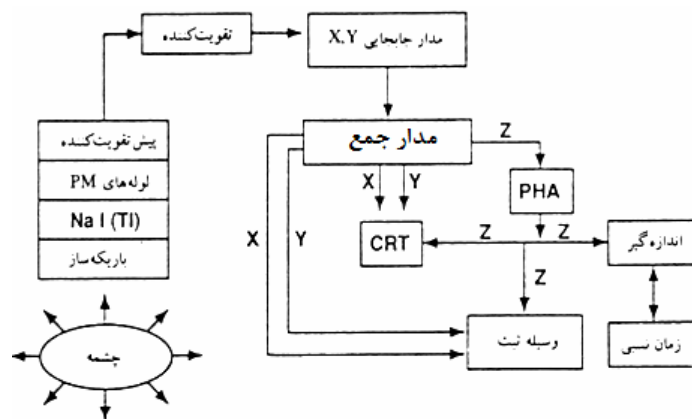 تقویت‌کننده
مدار جابجایی X,Y
پیش تقویت‌کننده
لوله‌های PM
Na I (Tl)
باریکه‌ساز
چشمه
مدار جمع
Z
X
Y
PHA
X
Y
CRT
Z
Z
اندازه‌گیر
Z
وسیله ثبت
زمان نسبی